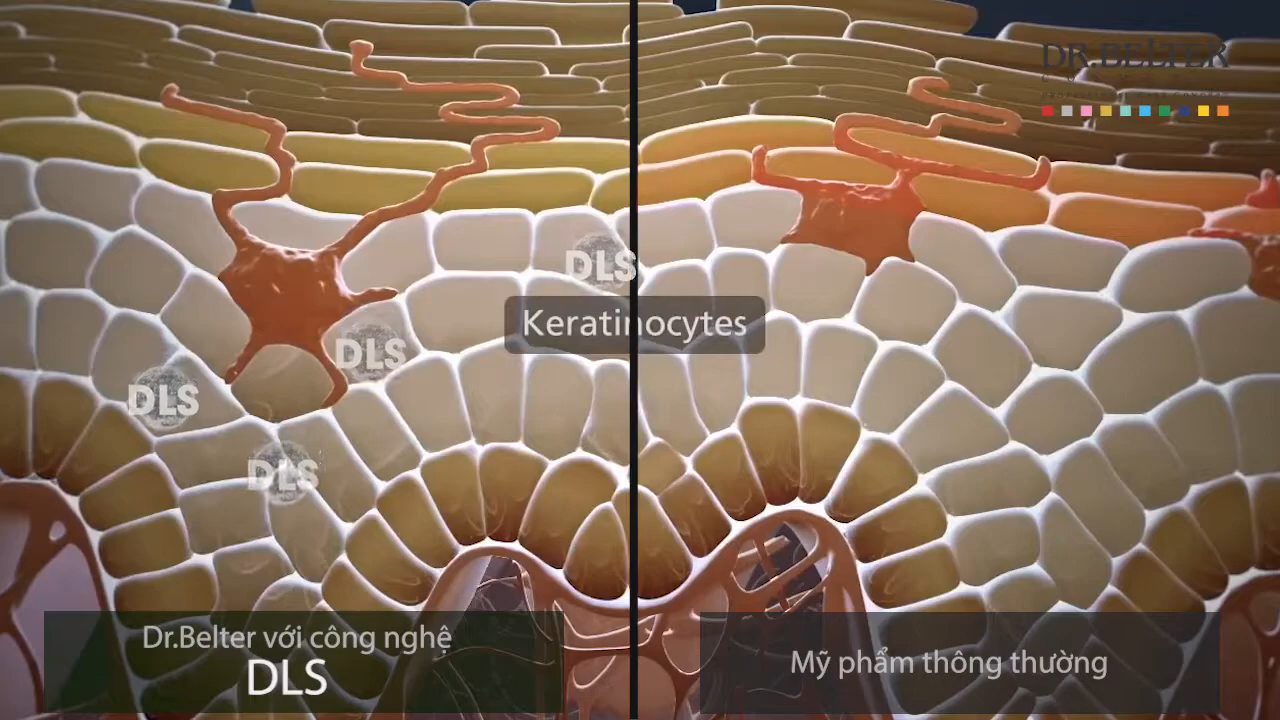 DR.BELTER
DLS
Keratinocytes
DLS
DLS
DLS
Dr.Belter với công nghệ
DLS
Mỹ phẩm thông thường